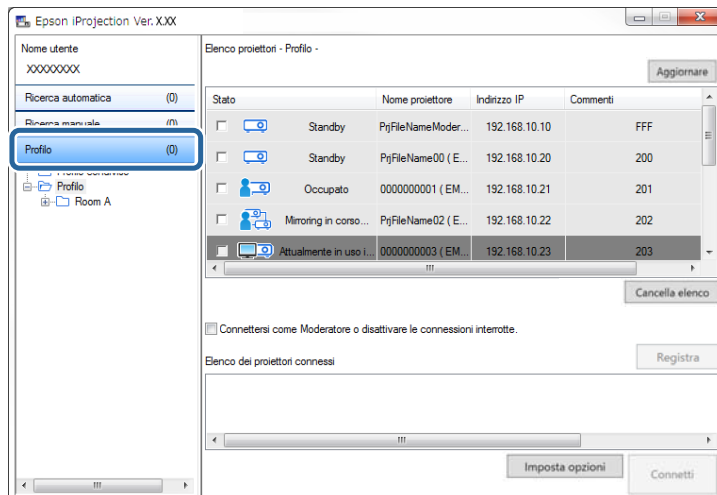 Epson iProjection Ver. X.XX
Nome utente
XXXXXXXX
Ricerca automatica (0)
Ricerca manuale (0)
Profilo (0)
Profilo condiviso
Profilo
Room A
Elenco proiettori - Profilo -
Aggiornare
Stato Nome proiettore Indirizzo IP Commenti
Standby PrjFileNameModer... 192.168.10.10 FFF
Standby PrjFileName00 ( E... 192.168.10.20 200
Occupato 0000000001 ( EM... 192.168.10.21 201
Mirroring in corso... PrjFileName02 ( E... 192.168.10.22 202
Attualmente in uso i... 0000000003 ( EM... 192.168.10.23 203
Cancella elenco
Connettersi come Moderatore o disattivare le connessioni interrotte.
Elenco dei proiettori connessi
Registra
Imposta opzioni
Connetti